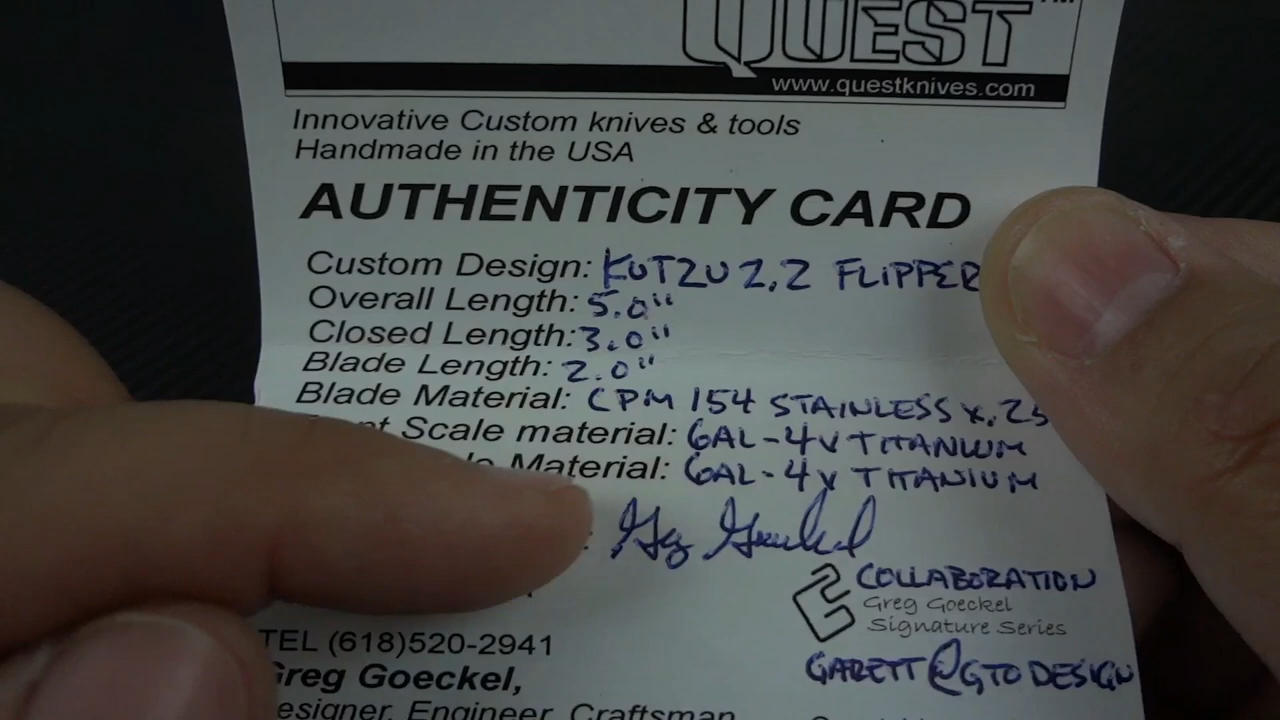 QUEST™
www.questknives.com
Innovative Custom knives & tools
Handmade in the USA
AUTHENTICITY CARD
Custom Design: KUTZU 2.2 FLIPPER
Overall Length: 5.0"
Closed Length: 3.0"
Blade Length: 2.0"
Blade Material: CPM 154 STAINLESS X .25
Scale material: 6AL-4V TITANIUM
Material: 6AL-4V TITANIUM
Greg Goeckel
COLLABORATION
Greg Goeckel
Signature Series
GARETT@GTO DESIGN
TEL (618)520-2941
Greg Goeckel,
Designer, Engineer, Craftsman